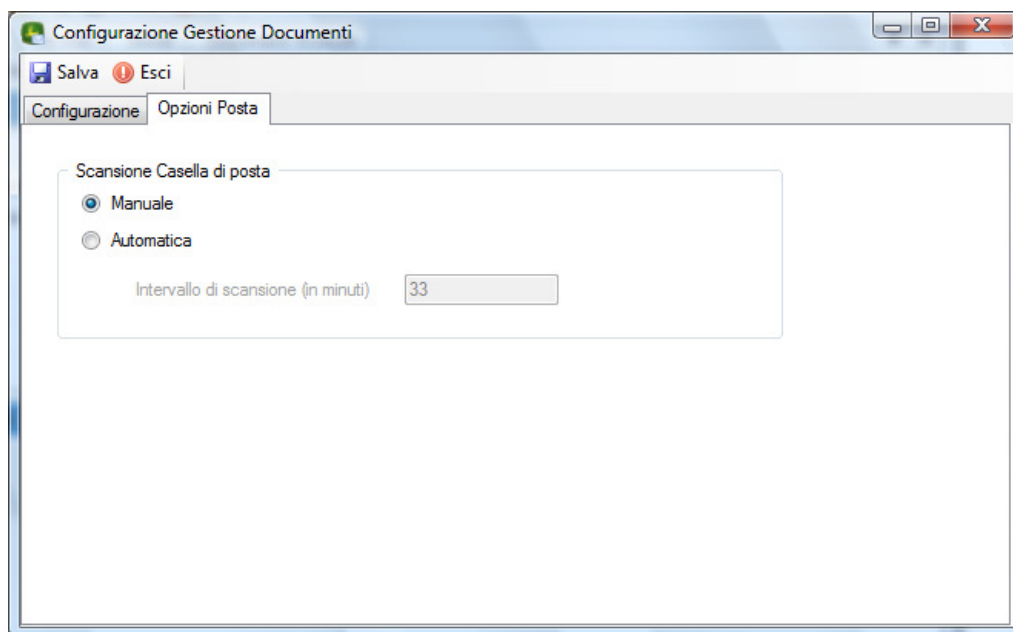 Configurazione Gestione Documenti
Salva Esci
Configurazione Opzioni Posta
Scansione Casella di posta
Manuale
Automatica
Intervallo di scansione (in minuti) 33